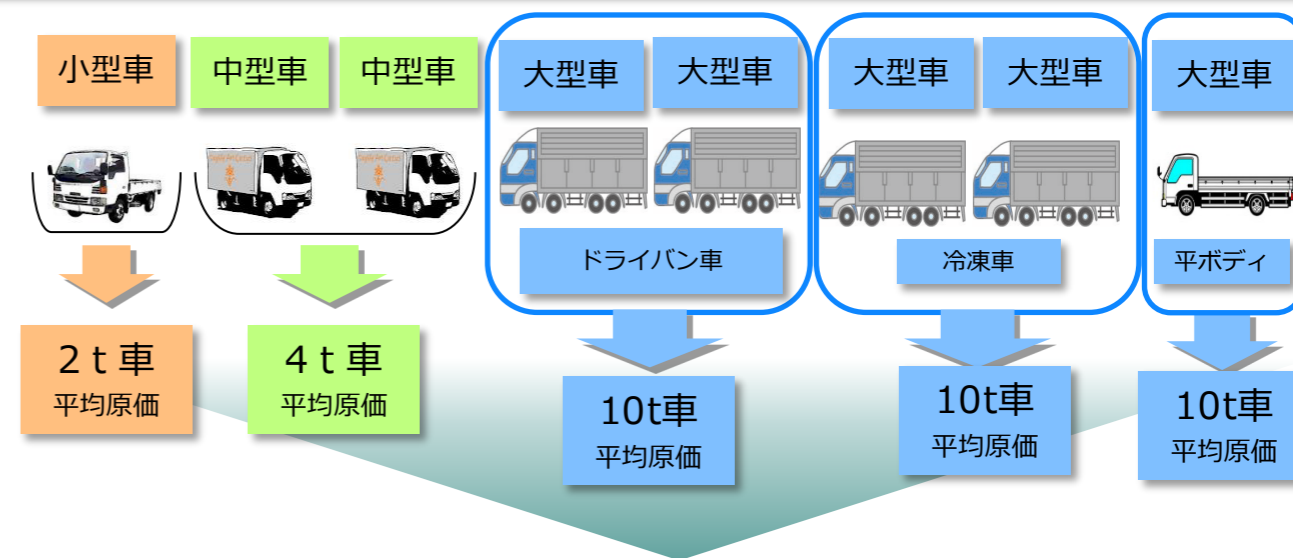 小型車
中型車
中型車
大型車
大型車
大型車
大型車
大型車
ドライバン車
冷凍車
平ボディ
２ｔ車
平均原価
４ｔ車
平均原価
10t車
平均原価
10t車
平均原価
10t車
平均原価